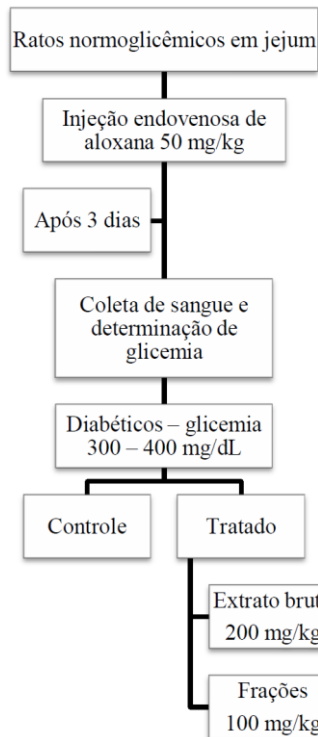 Ratos normoglicêmicos em jejum
Injeção endovenosa de
aloxana 50 mg/kg
Após 3 dias
Coleta de sangue e
determinação de
glicemia
Diabéticos – glicemia
300 – 400 mg/dL
Controle
Tratado
Extrato brut
200 mg/kg
Frações
100 mg/kg